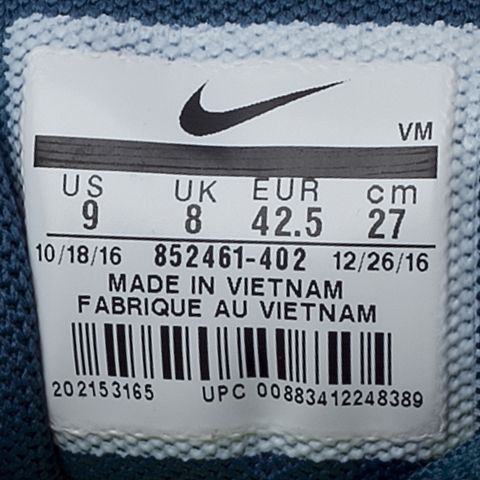 VM
US UK EUR cm
9 8 42.5 27
10/18/16 852461-402 12/26/16
MADE IN VIETNAM
FABRIQUE AU VIETNAM
202153165 UPC 00883412248389